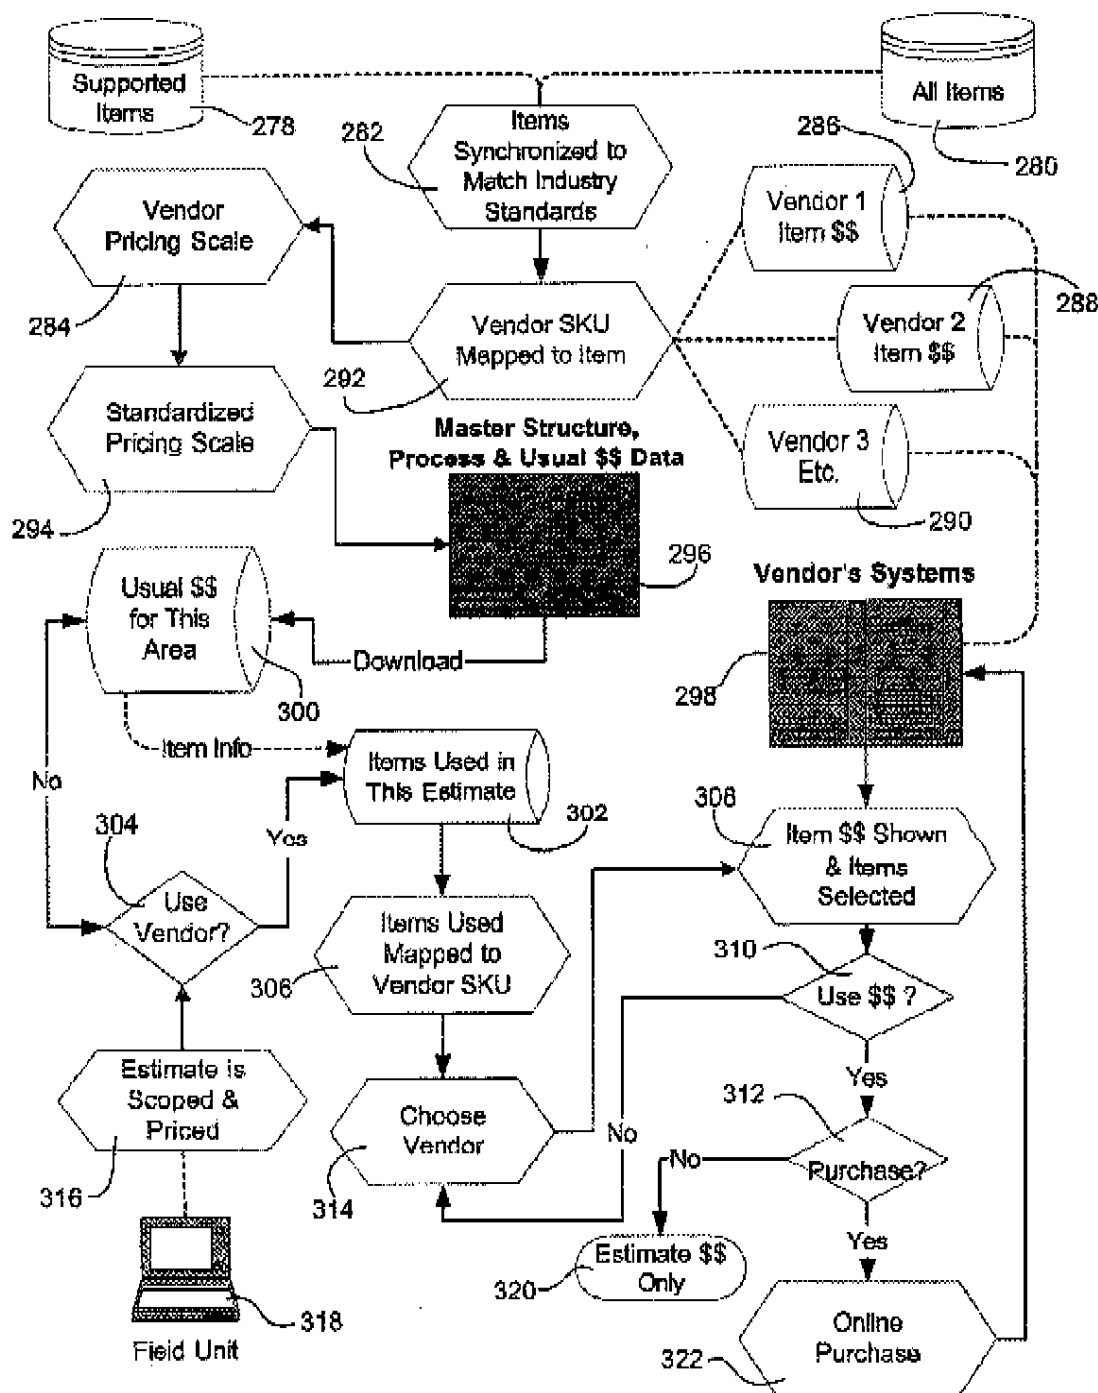 Supported
Items
278
All Items
280
282
Items
Synchronized to
Match Industry
Standards
286
Vendor 1
Item $$
Vendor
Pricing Scale
284
Vendor SKU
Mapped to Item
292
288
Vendor 2
Item $$
Standardized
Pricing Scale
294
Master Structure,
Process & Usual $$ Data
296
Vendor 3
Etc.
290
Vendor's Systems
298
Usual $$
for This
Area
300
Download
Item Info
No
Items Used in
This Estimate
302
304
Yes
Use
Vendor?
308
Item $$ Shown
& Items
Selected
Items Used
Mapped to
Vendor SKU
306
310
Use $$ ?
Yes
Estimate is
Scoped &
Priced
316
Choose
Vendor
314
No
312
Purchase?
No
Yes
Estimate $$
Only
320
318
Field Unit
Online
Purchase
322